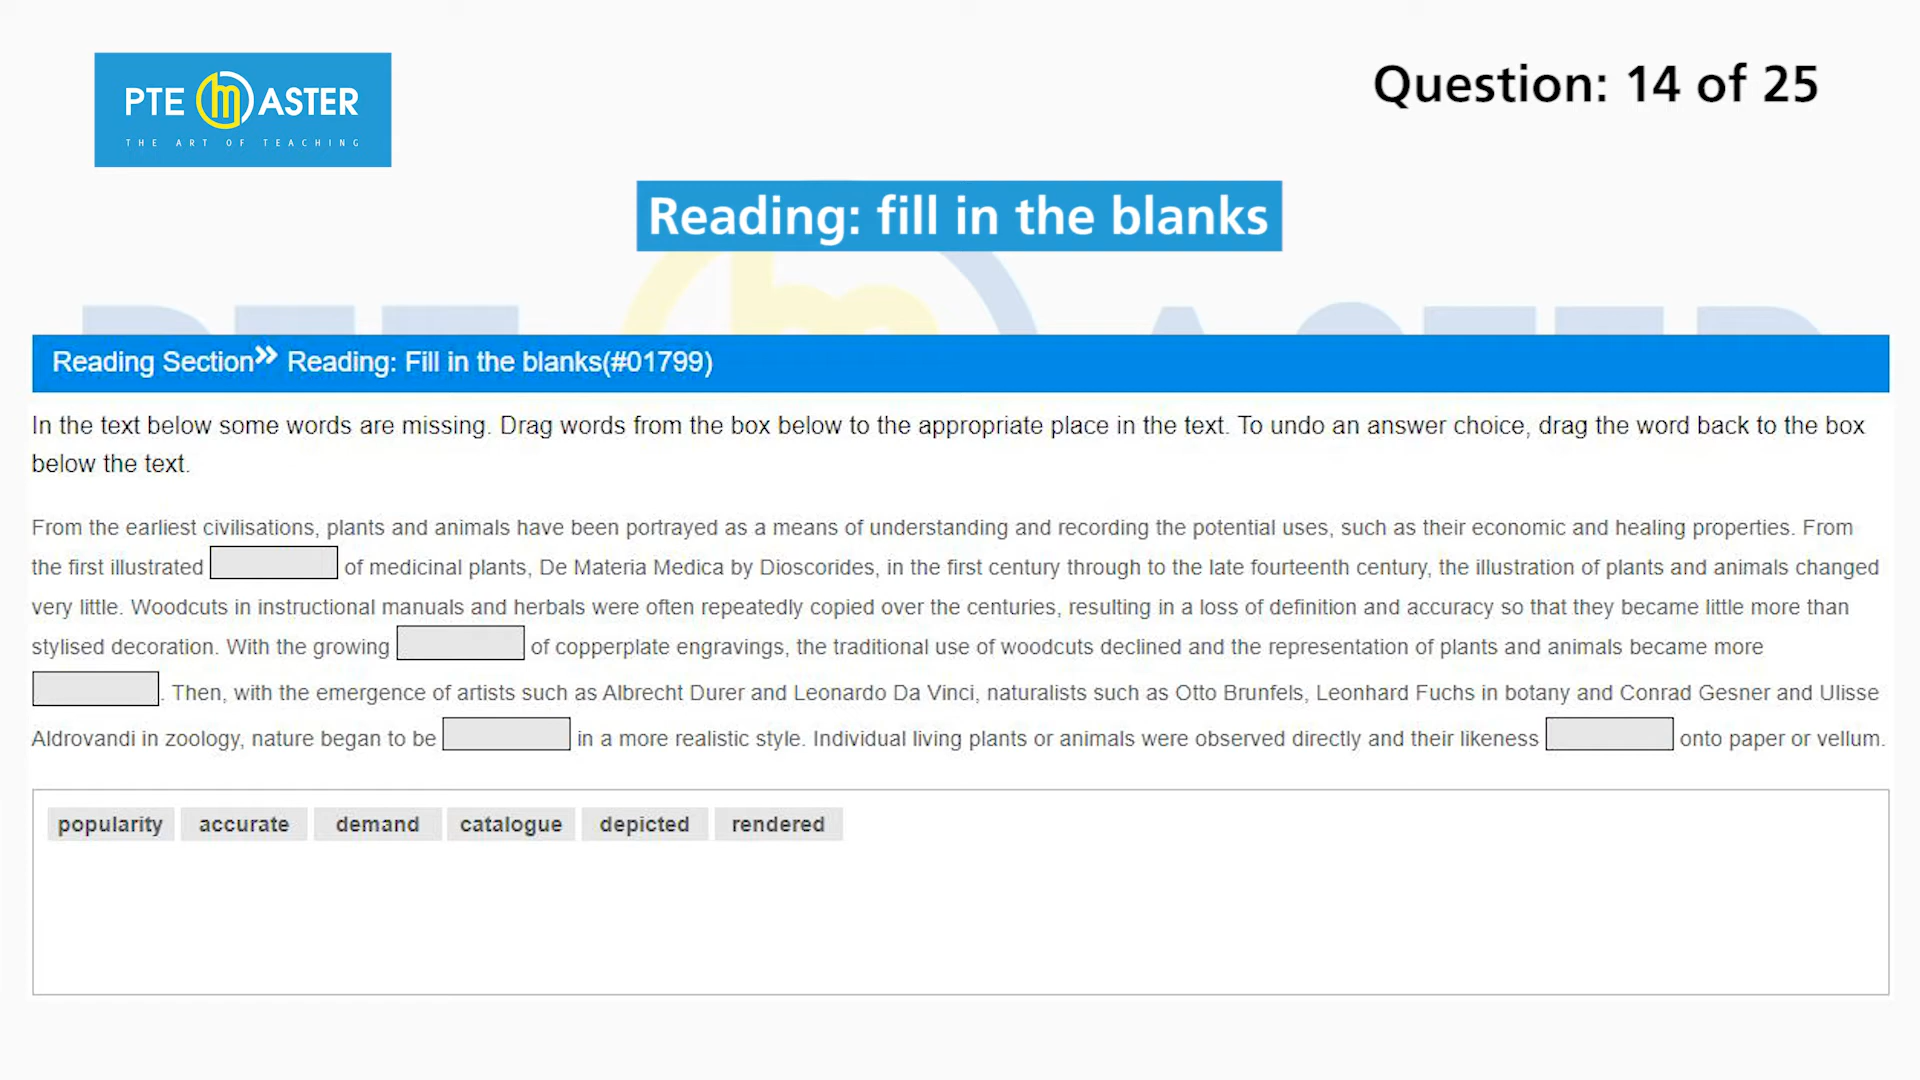 PTE MASTER
THE ART OF TEACHING
Question: 14 of 25
Reading: fill in the blanks
Reading Section» Reading: Fill in the blanks(#01799)
In the text below some words are missing. Drag words from the box below to the appropriate place in the text. To undo an answer choice, drag the word back to the box
below the text.
From the earliest civilisations, plants and animals have been portrayed as a means of understanding and recording the potential uses, such as their economic and healing properties. From
the first illustrated of medicinal plants, De Materia Medica by Dioscorides, in the first century through to the late fourteenth century, the illustration of plants and animals changed
very little. Woodcuts in instructional manuals and herbals were often repeatedly copied over the centuries, resulting in a loss of definition and accuracy so that they became little more than
stylised decoration. With the growing of copperplate engravings, the traditional use of woodcuts declined and the representation of plants and animals became more
. Then, with the emergence of artists such as Albrecht Durer and Leonardo Da Vinci, naturalists such as Otto Brunfels, Leonhard Fuchs in botany and Conrad Gesner and Ulisse
Aldrovandi in zoology, nature began to be in a more realistic style. Individual living plants or animals were observed directly and their likeness onto paper or vellum.
popularity accurate demand catalogue depicted rendered